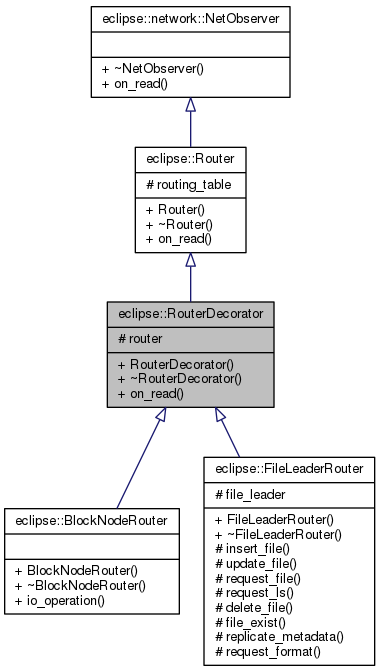 eclipse::network::NetObserver
+ ~NetObserver()
+ on_read()
eclipse::Router
# routing_table
+ Router()
+ ~Router()
+ on_read()
eclipse::RouterDecorator
# router
+ RouterDecorator()
+ ~RouterDecorator()
+ on_read()
eclipse::BlockNodeRouter
+ BlockNodeRouter()
+ ~BlockNodeRouter()
+ io_operation()
eclipse::FileLeaderRouter
# file_leader
+ FileLeaderRouter()
+ ~FileLeaderRouter()
# insert_file()
# update_file()
# request_file()
# request_ls()
# delete_file()
# file_exist()
# replicate_metadata()
# request_format()